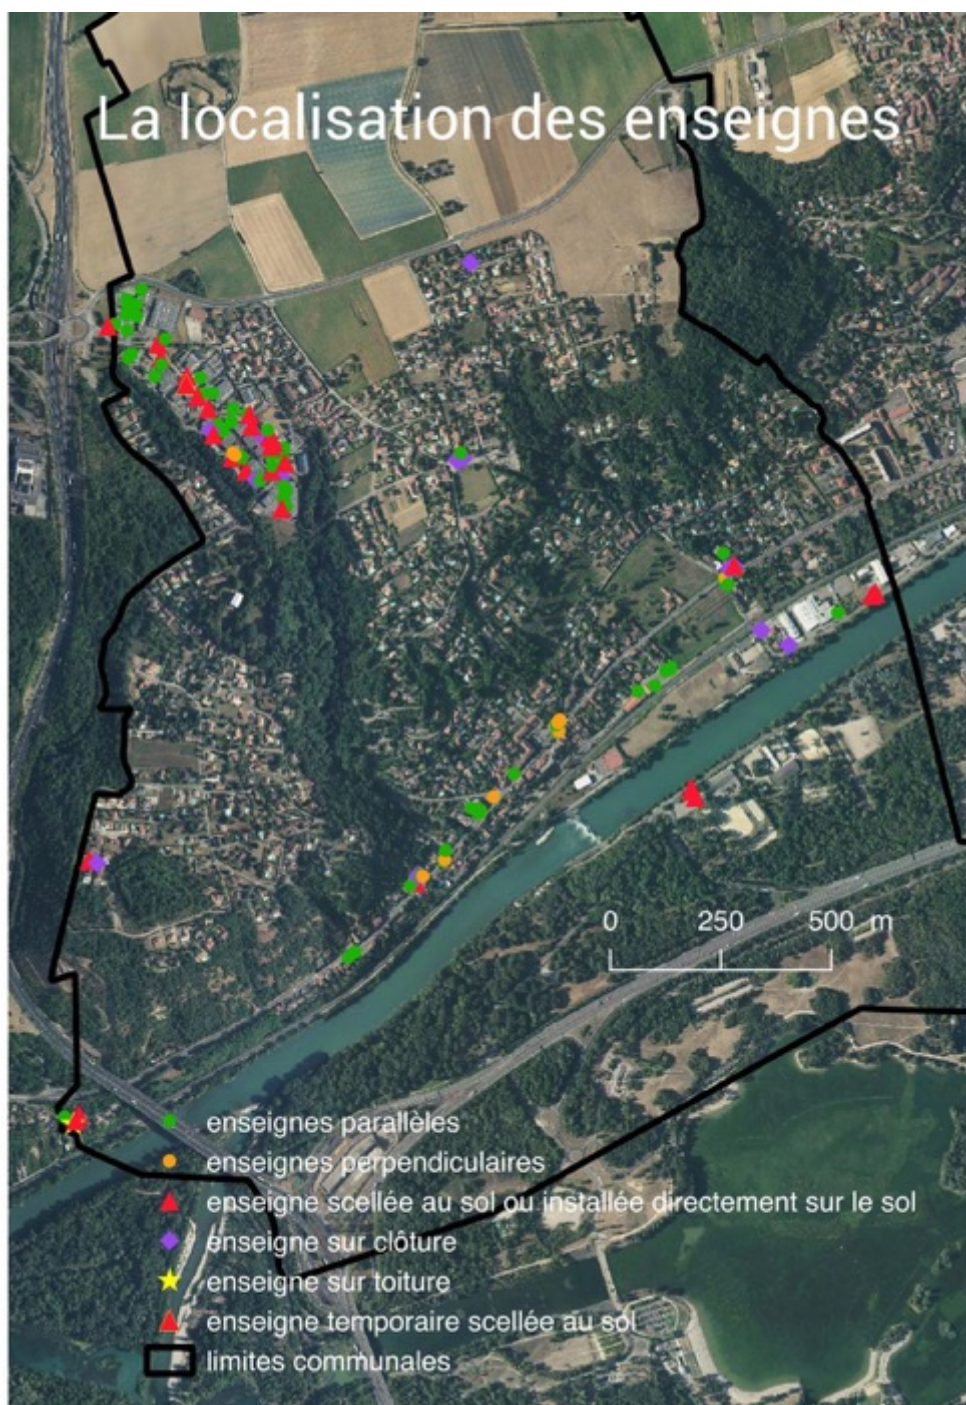 La localisation des enseignes
0 250 500 m
enseignes parallèles
enseignes perpendiculaires
enseigne scellée au sol ou installée directement sur le sol
enseigne sur clôture
enseigne sur toiture
enseigne temporaire scellée au sol
limites communales